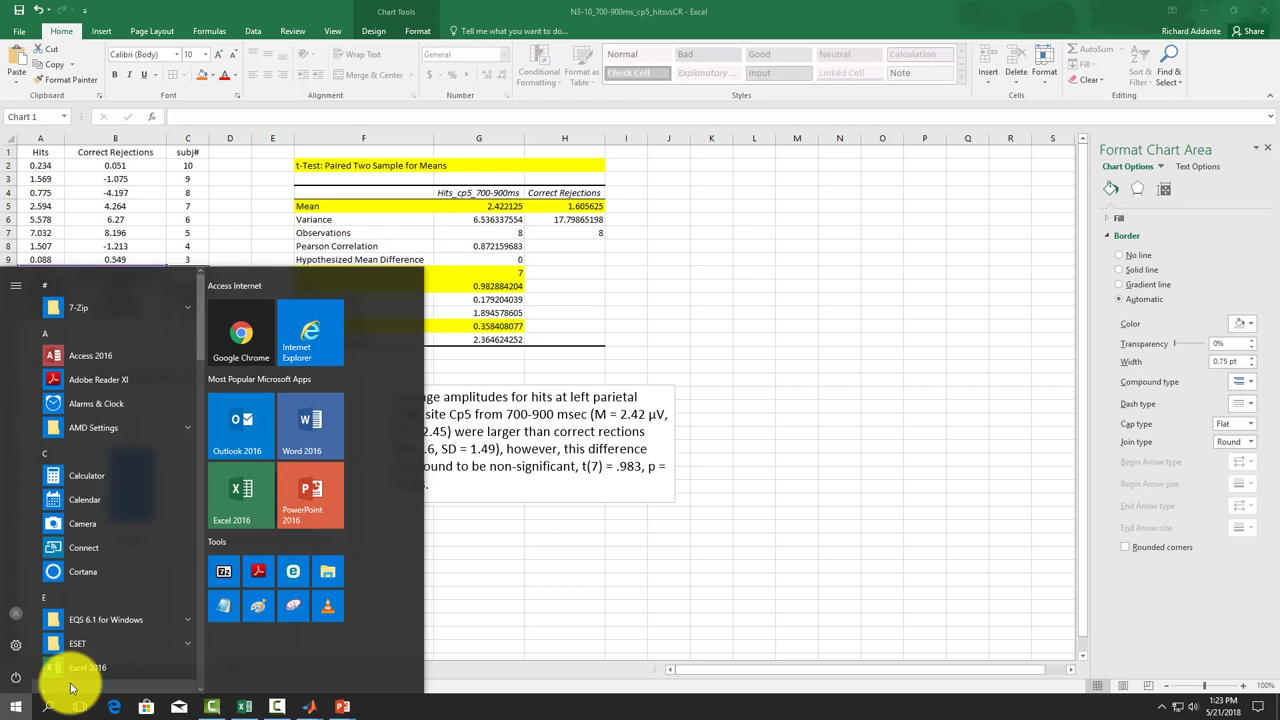 Chart Tools
N3-10_700-900ms_cp5_hitsvsCR - Excel
Richard Addante
File Home Insert Page Layout Formulas Data Review View Design Format Tell me what you want to do... Share
Cut
Copy
Format Painter
Paste
Clipboard
Calibri (Body) 10
B I U
Font
Wrap Text
Merge & Center
Alignment
General
$ %
Number
Conditional Formatting
Format as Table
Normal Bad Good Neutral Calculation
Check Cell Explanatory ... Input Linked Cell Note
Styles
Insert Delete Format
Cells
AutoSum
Fill
Clear
Sort & Filter
Find & Select
Editing
Chart 1
fx
A B C D E F G H I J K L M N O P Q R S
1 Hits Correct Rejections subj#
2 0.234 0.051 10 t-Test: Paired Two Sample for Means
3 1.569 -1.075 9
4 0.775 -4.197 8 Hits_cp5_700-900ms Correct Rejections
5 2.594 4.264 7 Mean 2.422125 1.605625
6 5.578 6.27 6 Variance 6.536337554 17.79865198
7 7.032 8.196 5 Observations 8 8
8 1.507 -1.213 4 Pearson Correlation 0.872159683
9 0.088 0.549 3 Hypothesized Mean Difference 0
7
0.982884204
0.179204039
1.894578605
0.358408077
2.364624252
age amplitudes for hits at left parietal
site Cp5 from 700-900 msec (M = 2.42 µV,
2.45) were larger than correct rections
.6, SD = 1.49), however, this difference
ound to be non-significant, t(7) = .983, p =
#
7-Zip
A
Access 2016
Adobe Reader XI
Alarms & Clock
AMD Settings
C
Calculator
Calendar
Camera
Connect
Cortana
E
EQS 6.1 for Windows
ESET
Excel 2016
Access Internet
Google Chrome
Internet Explorer
Most Popular Microsoft Apps
Outlook 2016
Word 2016
Excel 2016
PowerPoint 2016
Tools
7z
Format Chart Area
Chart Options Text Options
Fill
Border
No line
Solid line
Gradient line
Automatic
Color
Transparency 0%
Width 0.75 pt
Compound type
Dash type
Cap type Flat
Join type Round
Begin Arrow type
Begin Arrow size
End Arrow type
End Arrow size
Rounded corners
100%
1:23 PM
5/21/2018